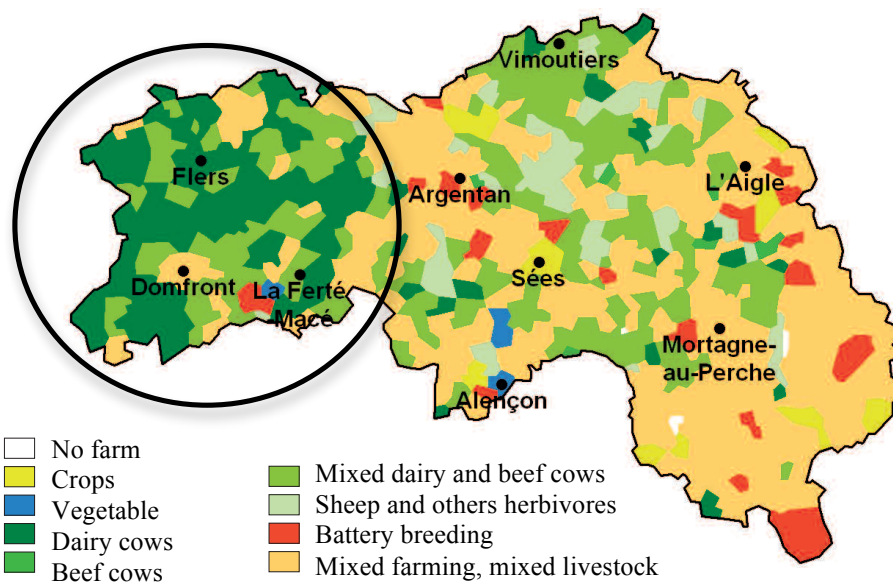 Vimoutiers
Flers
Argentan
L'Aigle
Domfront
La Ferté
-Macé
Sées
Mortagne-
au-Perche
Alençon
No farm
Crops
Vegetable
Dairy cows
Beef cows
Mixed dairy and beef cows
Sheep and others herbivores
Battery breeding
Mixed farming, mixed livestock